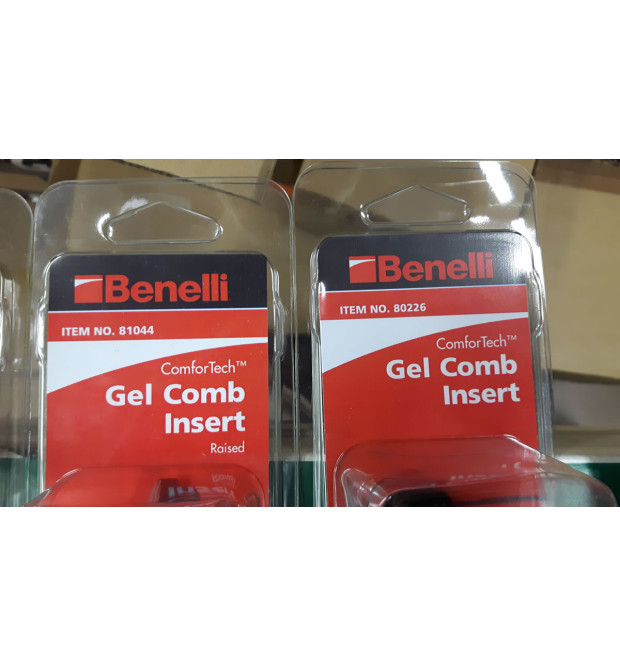 Benelli
ITEM NO. 81044
ComforTech™
Gel Comb
Insert
Raised
Benelli
ITEM NO. 80226
ComforTech™
Gel Comb
Insert